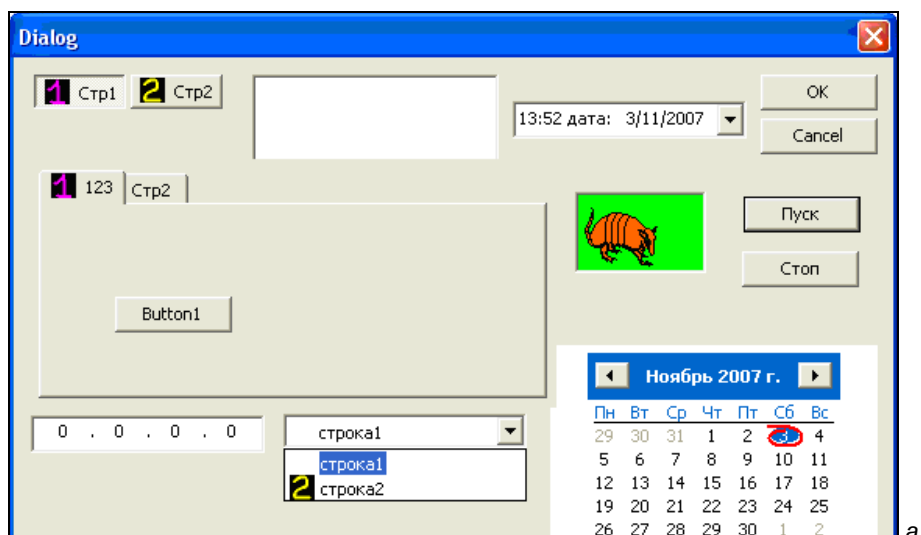 Dialog
1 Стр1 2 Стр2
13:52 дата: 3/11/2007
OK
Cancel
1 123 Стр2
Пуск
Стоп
Button1
Ноябрь 2007 г.
Пн Вт Ср Чт Пт Сб Вс
29 30 31 1 2 3 4
5 6 7 8 9 10 11
12 13 14 15 16 17 18
19 20 21 22 23 24 25
26 27 28 29 30 1 2
0 . 0 . 0 . 0
строка1
строка1
2 строка2
а